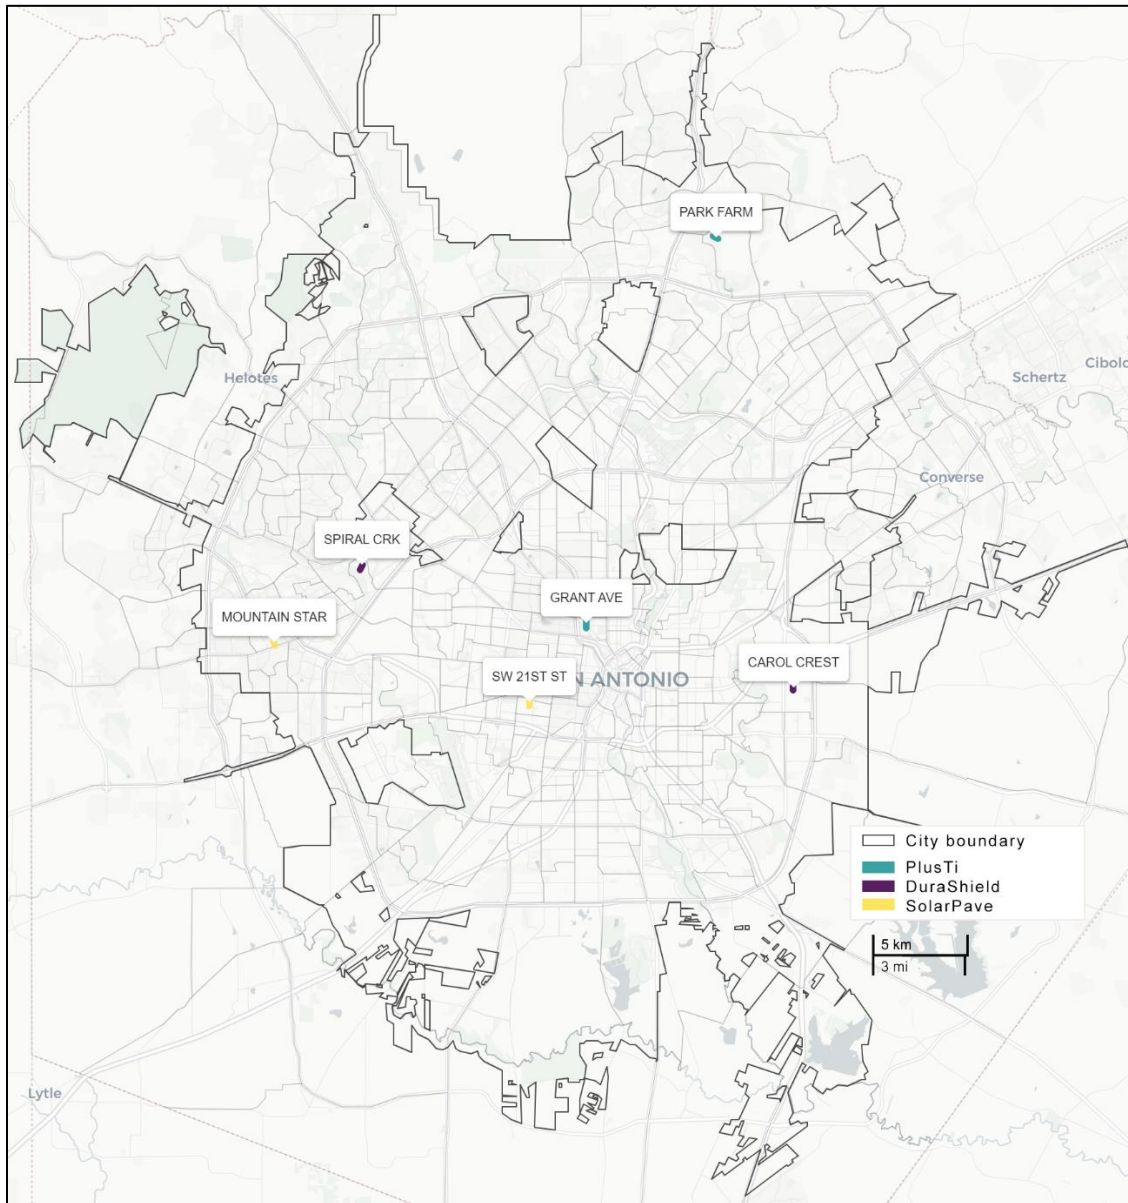 PARK FARM
Helotes
Cibolo
Schertz
Converse
SPIRAL CRK
GRANT AVE
MOUNTAIN STAR
CAROL CREST
SW 21ST ST
N ANTONIO
City boundary
PlusTi
DuraShield
SolarPave
5 km
3 mi
Lytle